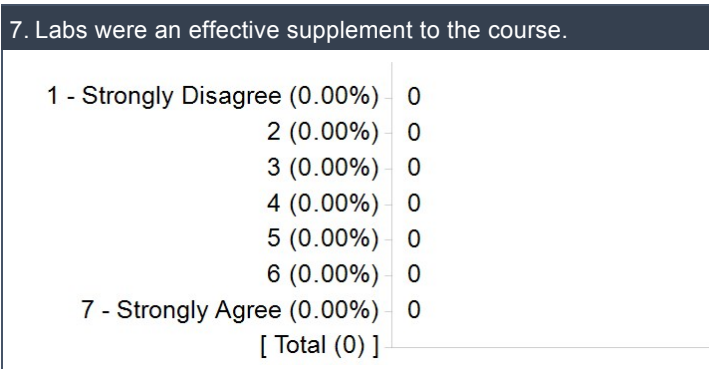 7. Labs were an effective supplement to the course.
1 - Strongly Disagree (0.00%) 0
2 (0.00%) 0
3 (0.00%) 0
4 (0.00%) 0
5 (0.00%) 0
6 (0.00%) 0
7 - Strongly Agree (0.00%) 0
[ Total (0) ]